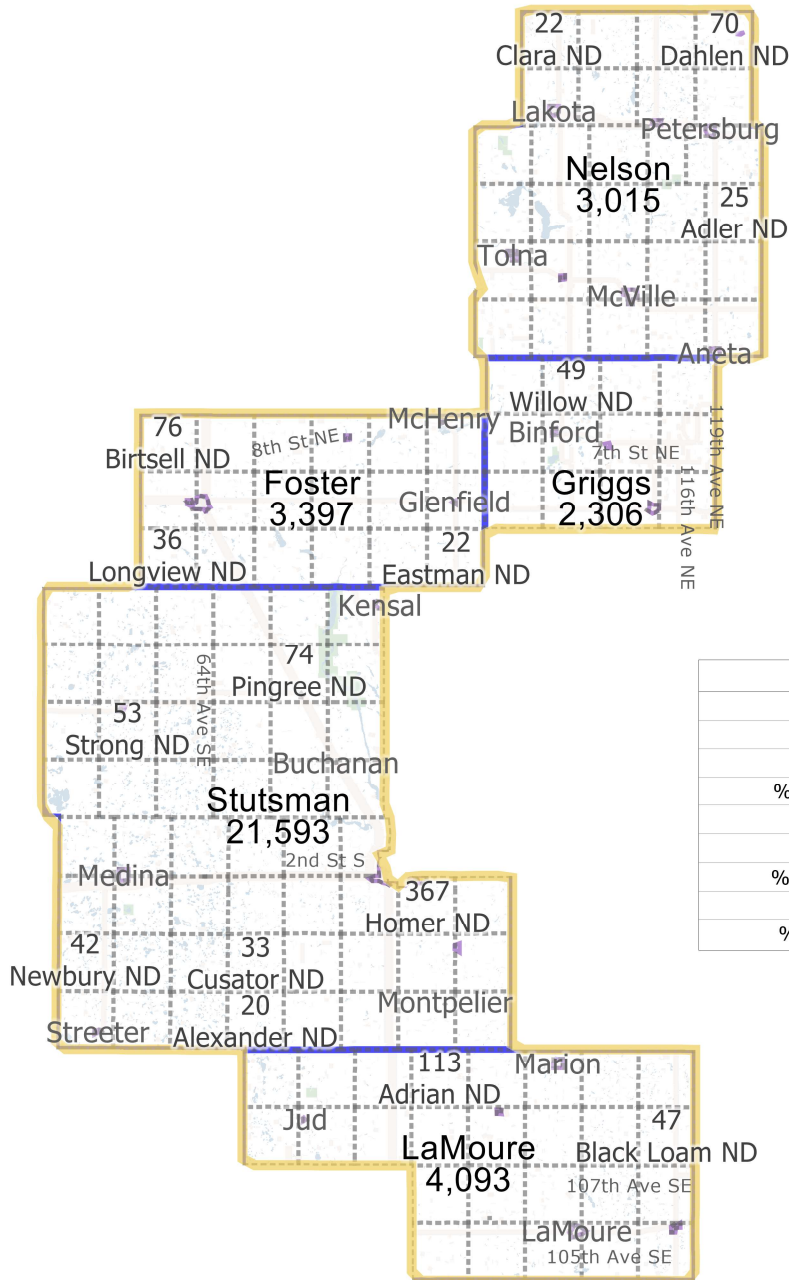 22
70
Clara ND
Dahlen ND
Lakota
Petersburg
Nelson
3,015
25
Adler ND
Tolna
McVille
Aneta
49
Willow ND
Binford
7th St NE
Griggs
2,306
119th Ave NE
116th Ave NE
76
Birtsell ND
8th St NE
McHenry
Foster
3,397
Glenfield
36
Longview ND
22
Eastman ND
Kensal
74
Pingree ND
64th Ave SE
53
Strong ND
Buchanan
Stutsman
21,593
2nd St S
Medina
367
Homer ND
42
Newbury ND
33
Cusator ND
20
Alexander ND
Montpelier
Streeter
113
Adrian ND
Marion
Jud
47
Black Loam ND
LaMoure
4,093
107th Ave SE
LaMoure
105th Ave SE
%
%
%